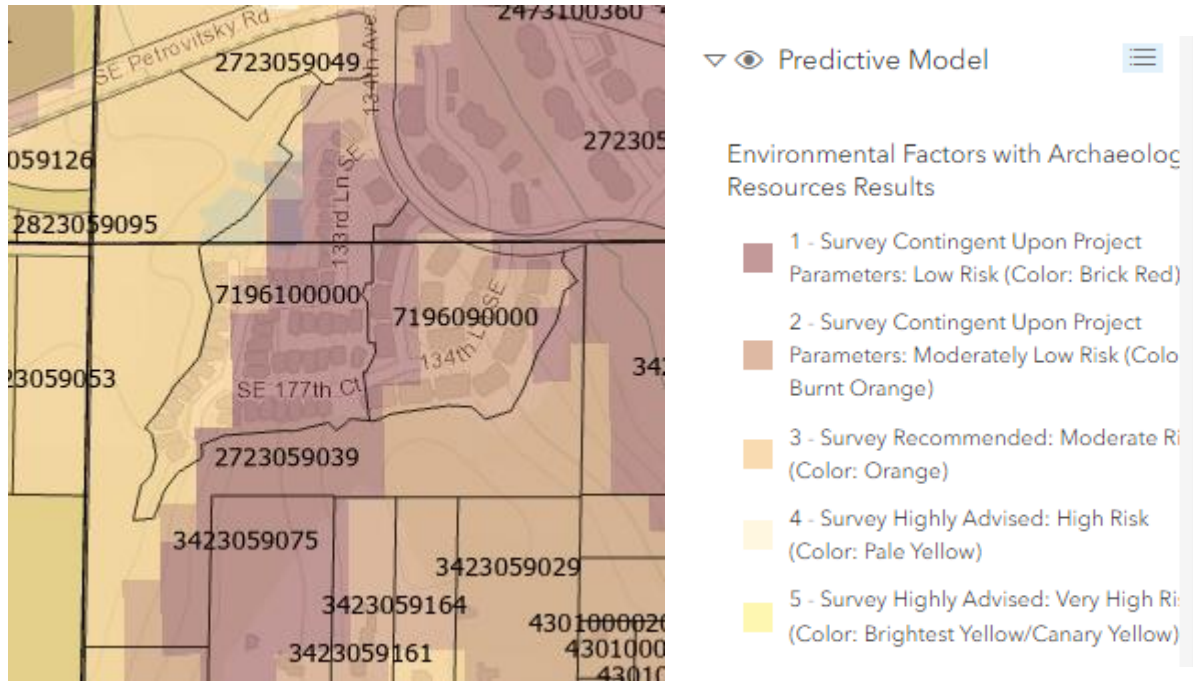 2473100360
SE Petrovitsky Rd
2723059049
134th Ave
272305
059126
133rd Ln SE
2823059095
7196100000
7196090000
134th Ln SE
23059053
SE 177th Ct
2723059039
3423059075
3423059029
3423059164
4301000020
3423059161
4301000
43010
Predictive Model
Environmental Factors with Archaeolog
Resources Results
1 - Survey Contingent Upon Project
Parameters: Low Risk (Color: Brick Red)
2 - Survey Contingent Upon Project
Parameters: Moderately Low Risk (Colo
Burnt Orange)
3 - Survey Recommended: Moderate Ri
(Color: Orange)
4 - Survey Highly Advised: High Risk
(Color: Pale Yellow)
5 - Survey Highly Advised: Very High Ri
(Color: Brightest Yellow/Canary Yellow)